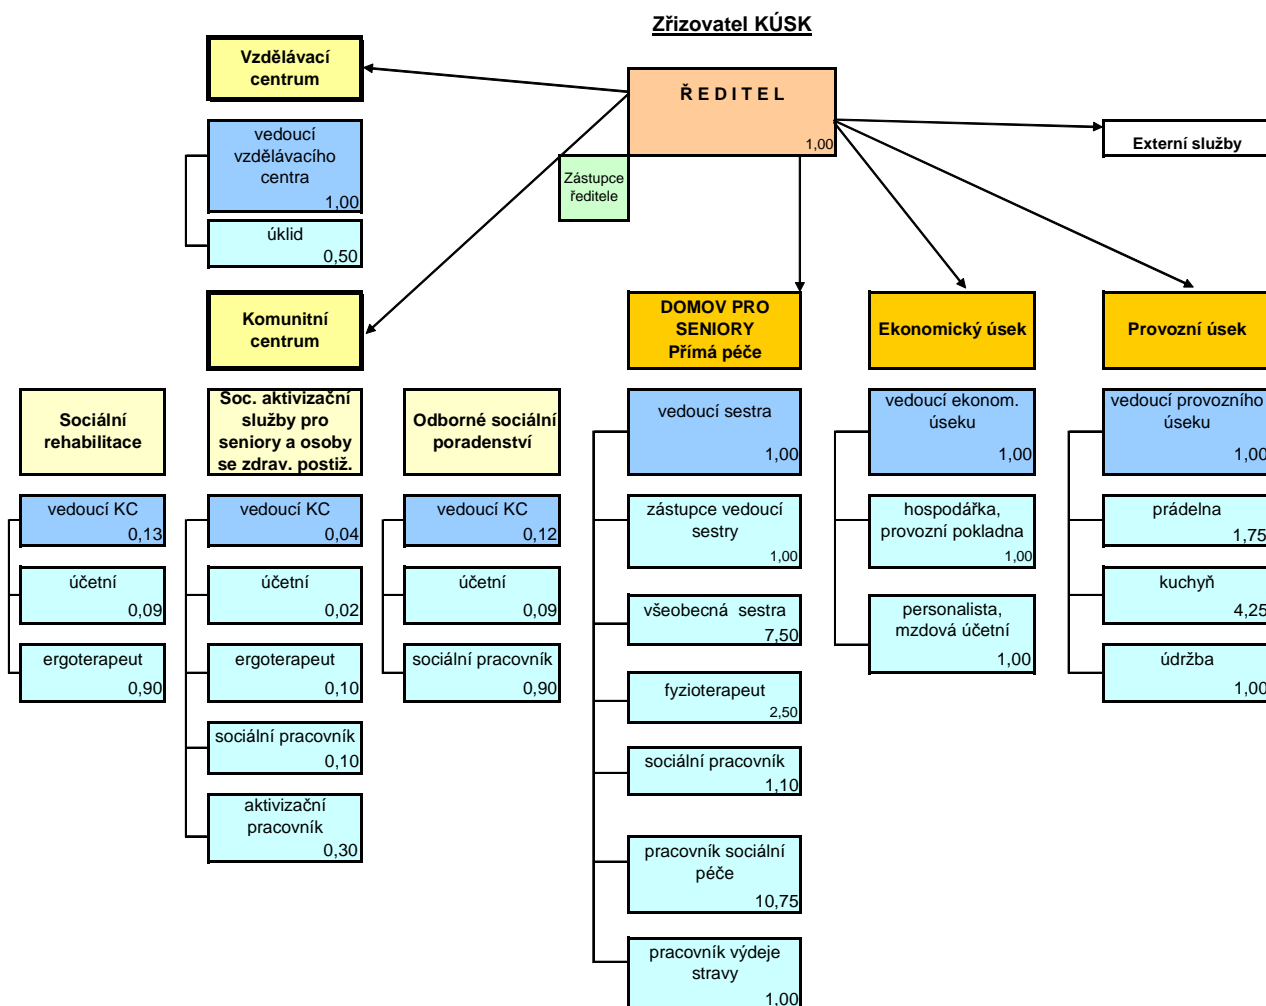 Zřizovatel KÚSK
Vzdělávací
centrum
Ř E D I T E L
1,00
Externí služby
Zástupce
ředitele
vedoucí
vzdělávacího
centra
1,00
úklid
0,50
Komunitní
centrum
DOMOV PRO
SENIORY
Přímá péče
Ekonomický úsek
Provozní úsek
Sociální
rehabilitace
vedoucí KC
0,13
účetní
0,09
ergoterapeut
0,90
Soc. aktivizační
služby pro
seniory a osoby
se zdrav. postiž.
vedoucí KC
0,04
účetní
0,02
ergoterapeut
0,10
sociální pracovník
0,10
aktivizační
pracovník
0,30
Odborné sociální
poradenství
vedoucí KC
0,12
účetní
0,09
sociální pracovník
0,90
vedoucí sestra
1,00
zástupce vedoucí
sestry
1,00
všeobecná  sestra
7,50
fyzioterapeut
2,50
sociální pracovník
1,10
pracovník sociální
péče
10,75
pracovník výdeje
stravy
1,00
vedoucí ekonom.
úseku
1,00
hospodářka,
provozní pokladna
1,00
personalista,
mzdová účetní
1,00
vedoucí provozního
úseku
1,00
prádelna
1,75
kuchyň
4,25
údržba
1,00